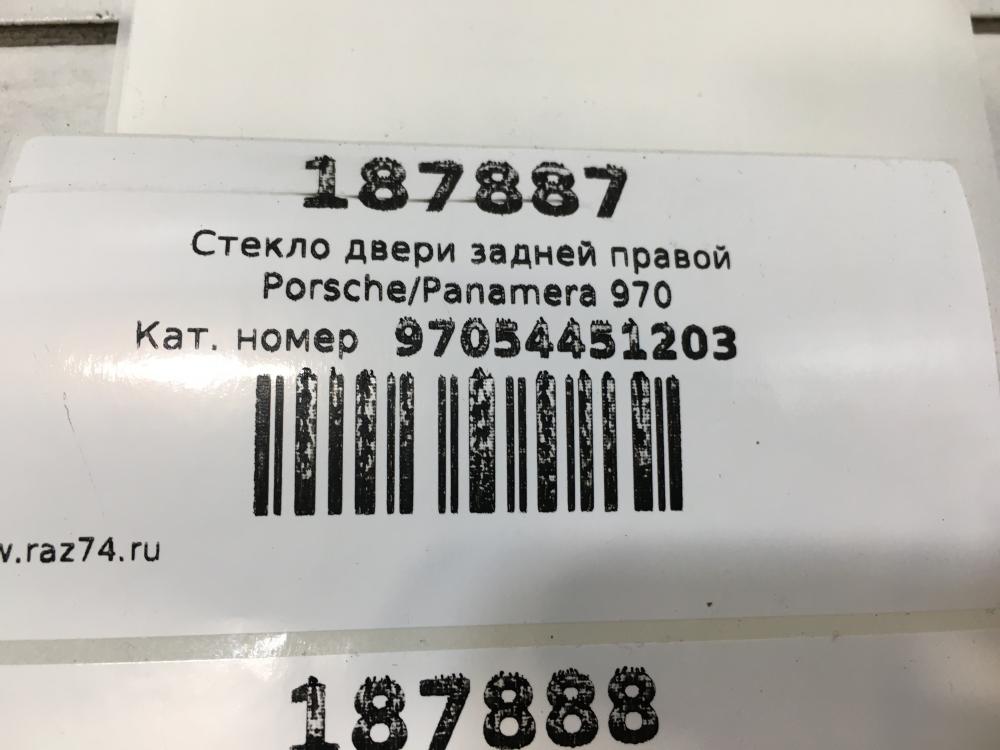 187887
Стекло двери задней правой
Porsche/Panamera 970
Кат. номер 97054451203
w.raz74.ru
187888